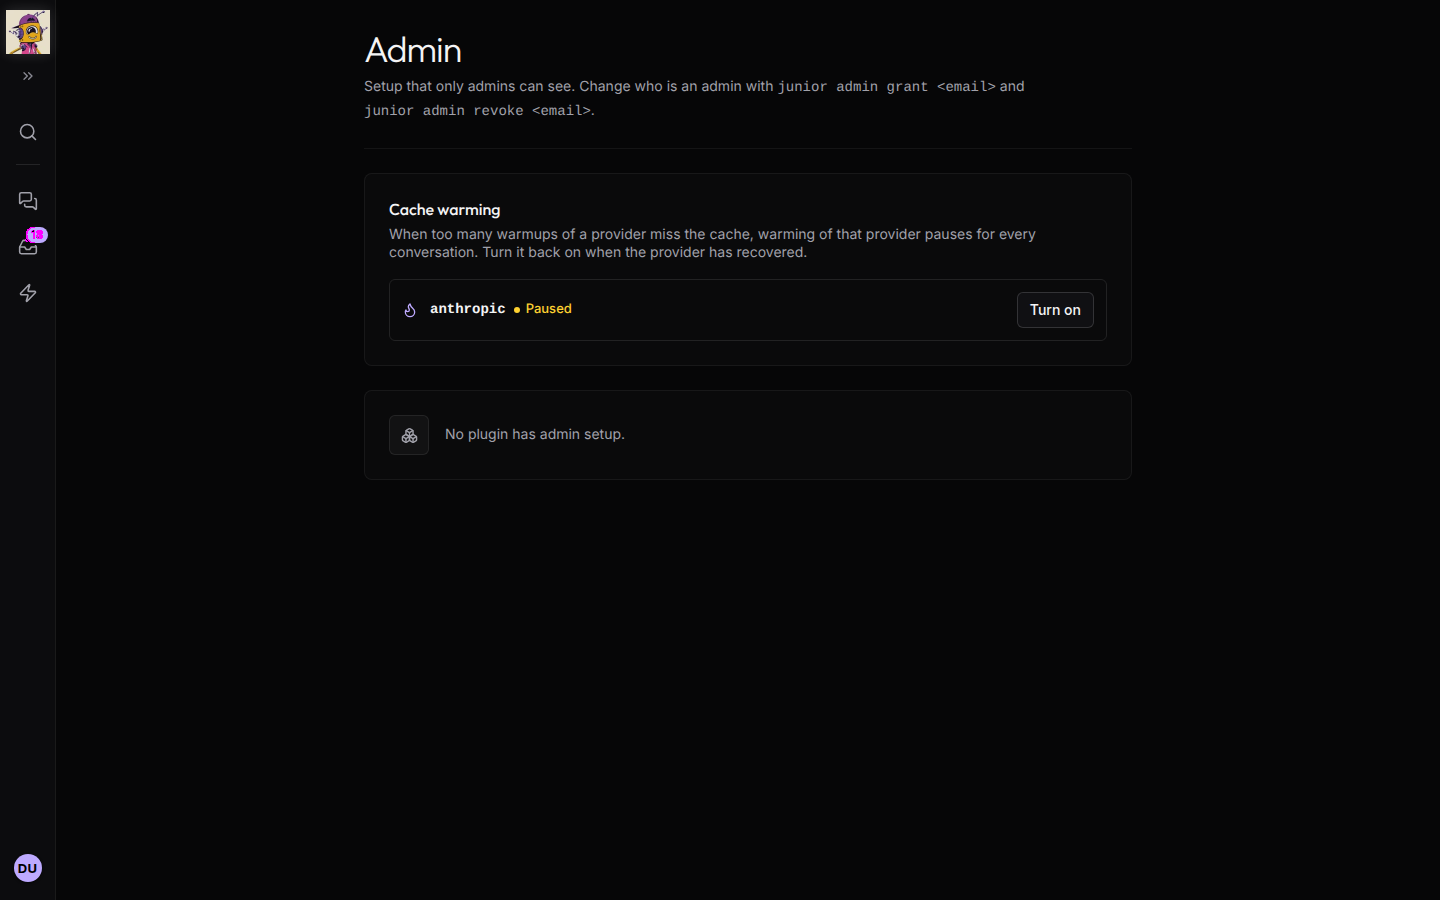 Admin
Setup that only admins can see. Change who is an admin with junior admin grant <email> and
junior admin revoke <email>.
Cache warming
When too many warmups of a provider miss the cache, warming of that provider pauses for every
conversation. Turn it back on when the provider has recovered.
anthropic Paused
Turn on
No plugin has admin setup.
DU